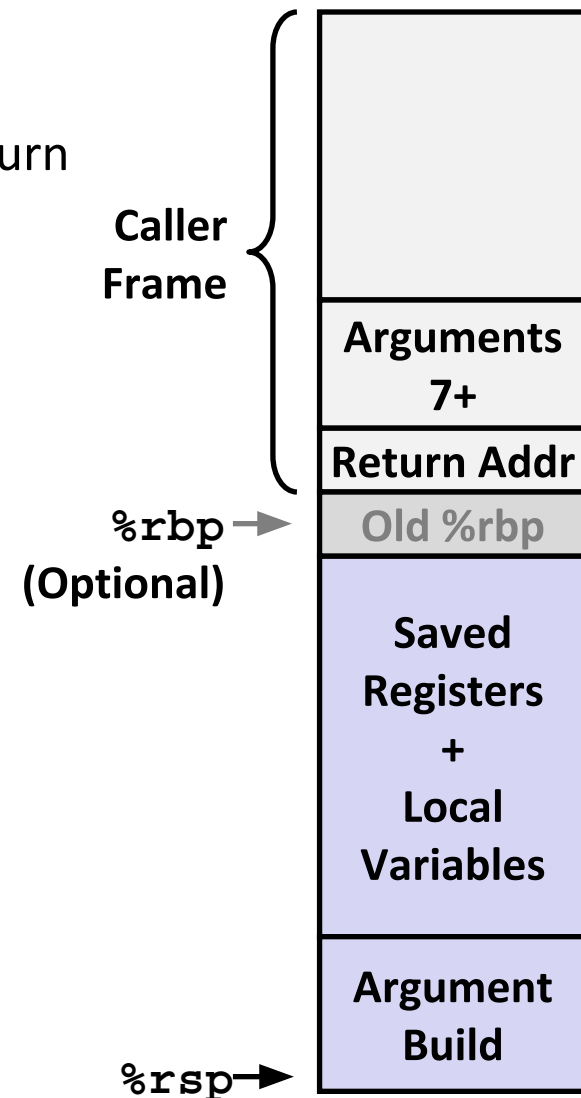 urn
Caller
Frame
Arguments
7+
Return Addr
%rbp
Old %rbp
(Optional)
Saved
Registers
+
Local
Variables
Argument
Build
%rsp